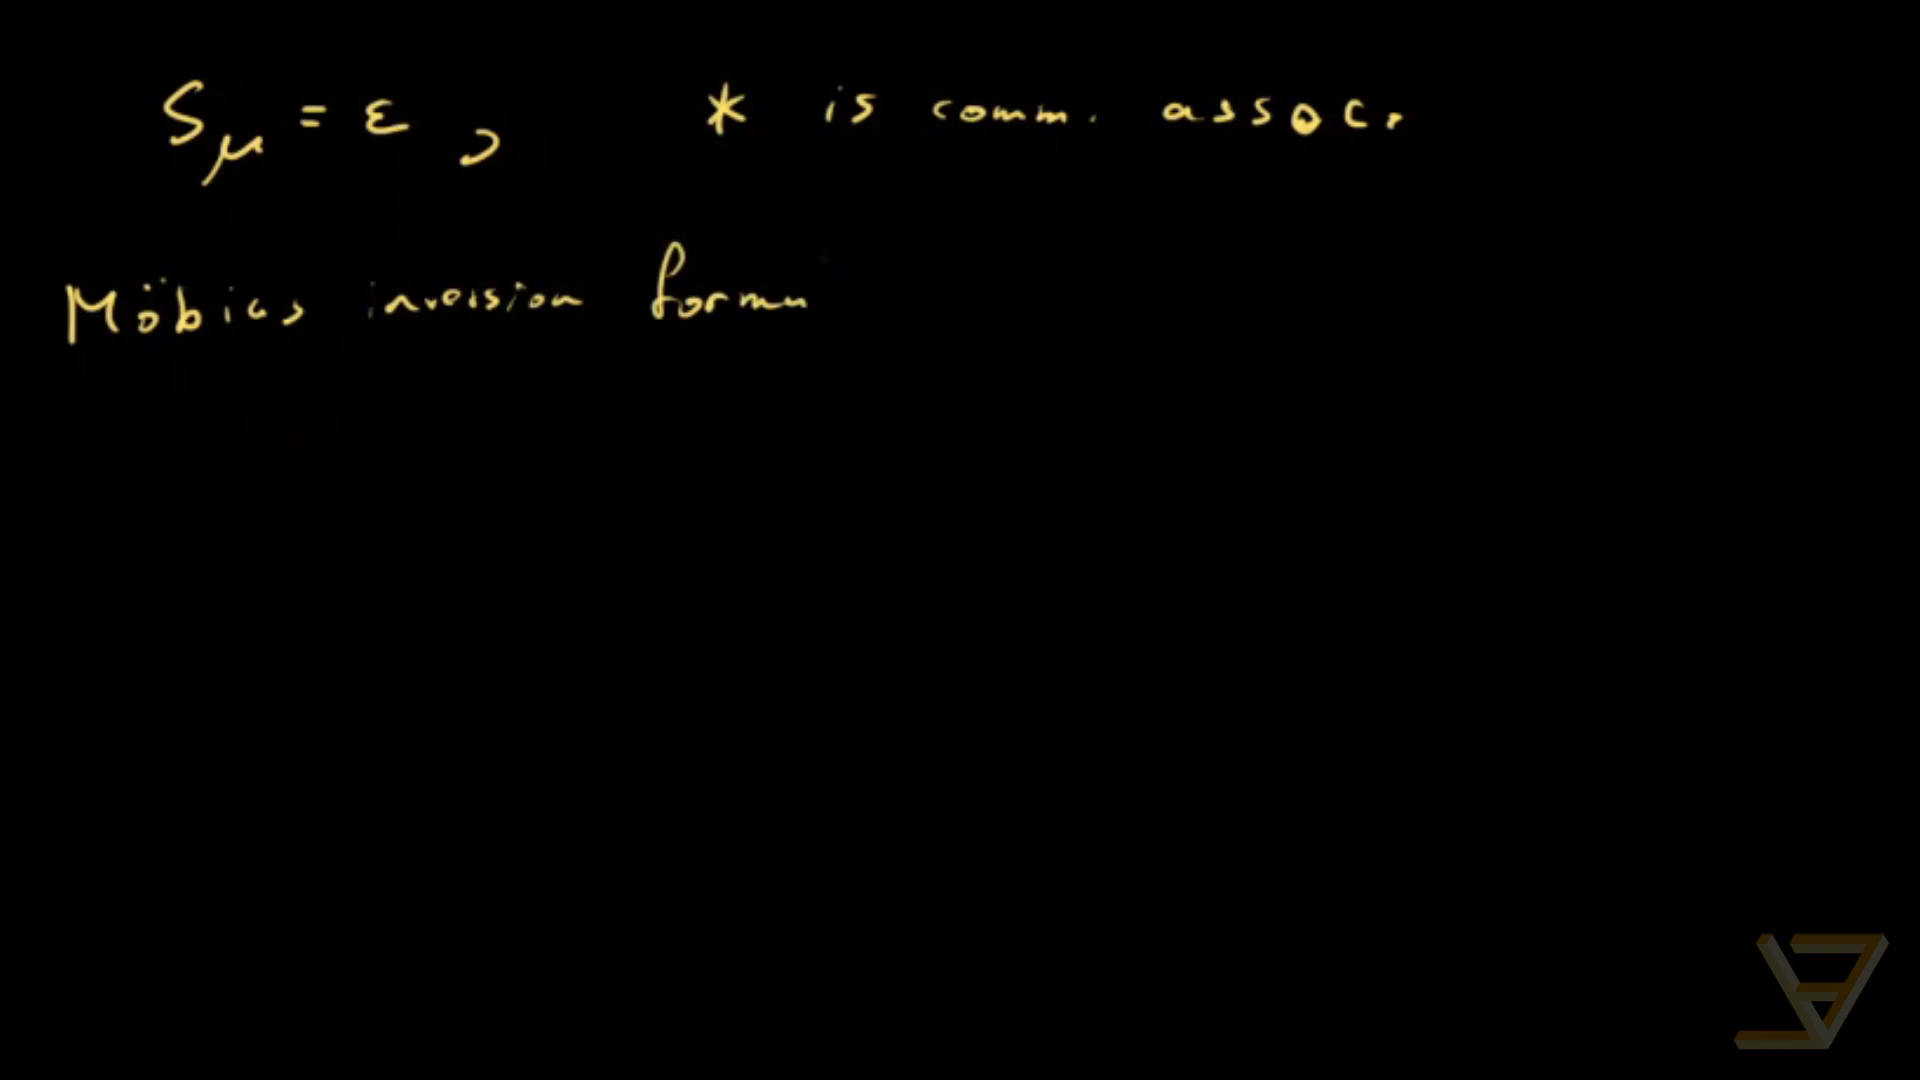 S_μ = ε , * is comm. assoc.
Möbius inversion formu